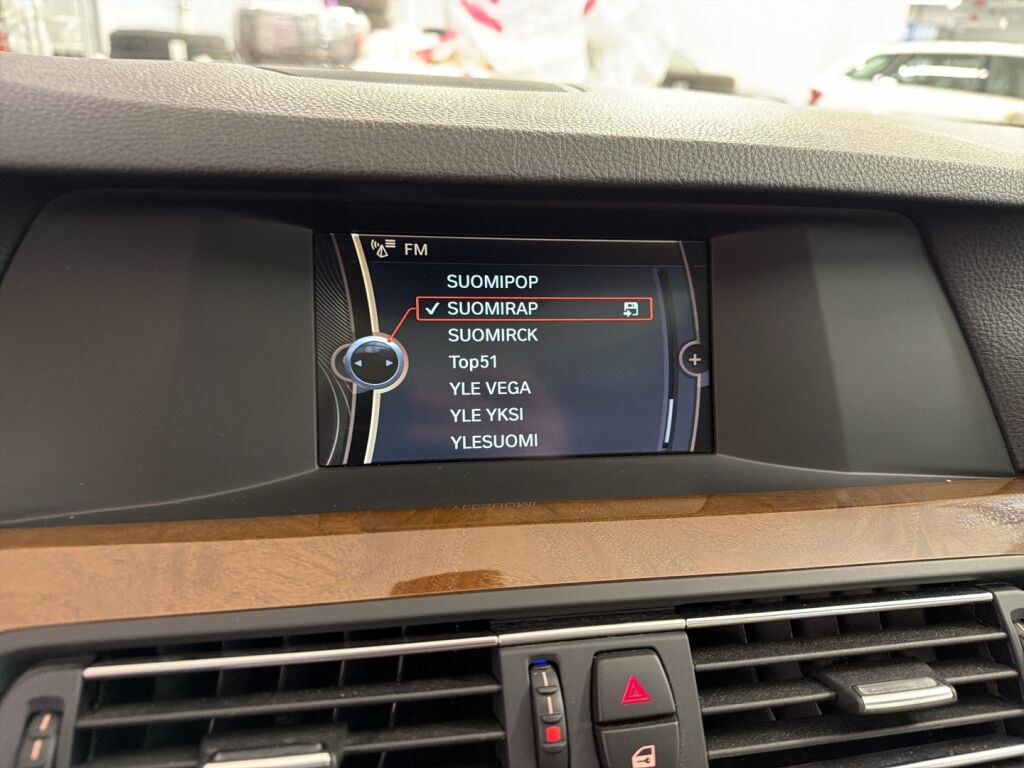 FM
SUOMIPOP
SUOMIRAP
SUOMIRCK
Top51
YLE VEGA
YLE YKSI
YLESUOMI